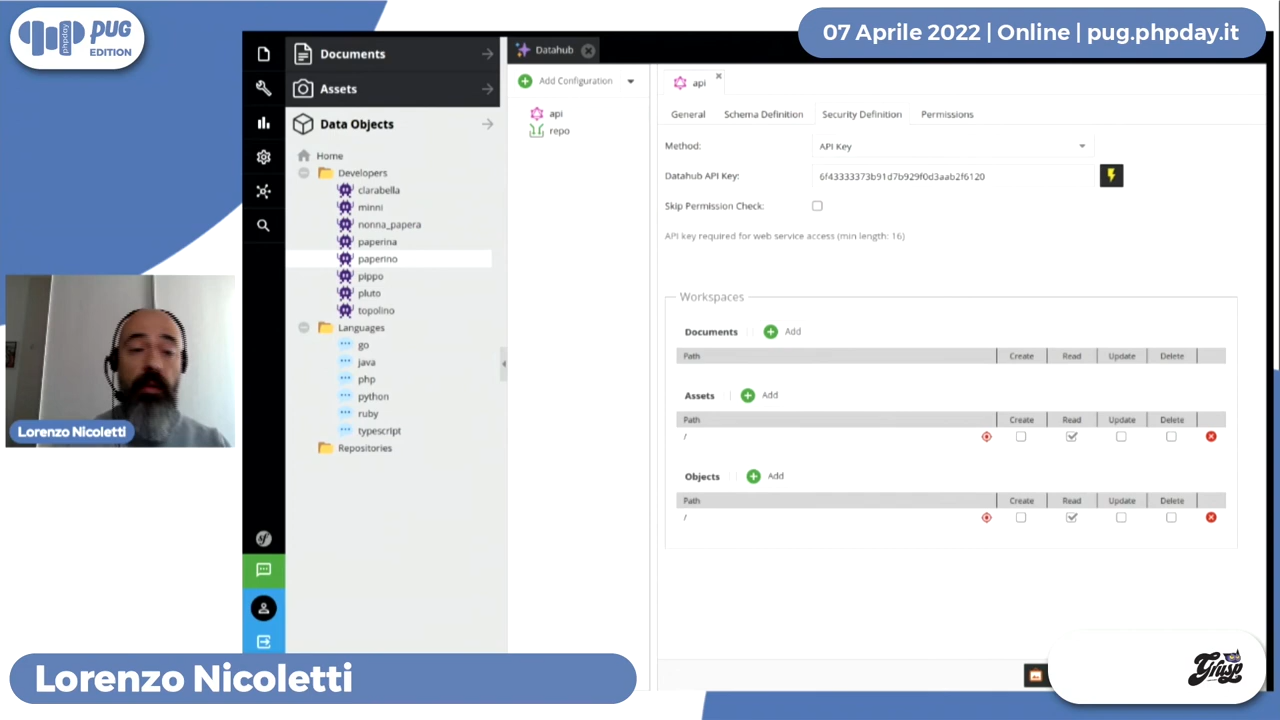 phpday
PUG
EDITION
07 Aprile 2022 | Online | pug.phpday.it
Documents
Assets
Data Objects
Home
Developers
clarabella
minni
nonna_papera
paperina
paperino
pippo
pluto
topolino
Languages
go
java
php
python
ruby
typescript
Repositories
Datahub
Add Configuration
api
repo
api
General Schema Definition Security Definition Permissions
Method: API Key
Datahub API Key: 6f43333373b91d7b929f0d3aab2f6120
Skip Permission Check:
API key required for web service access (min length: 16)
Workspaces
Documents Add
Path Create Read Update Delete
Assets Add
Path Create Read Update Delete
/
Objects Add
Path Create Read Update Delete
/
sf
Lorenzo Nicoletti
Lorenzo Nicoletti
Grusp